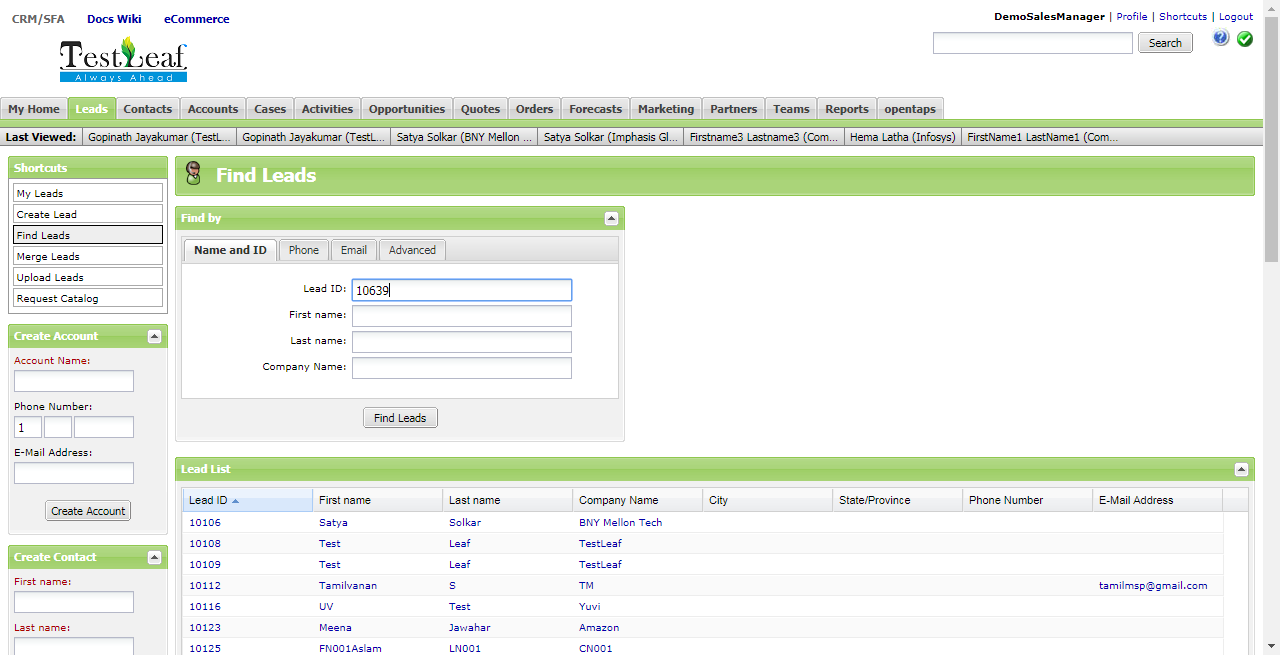 CRM/SFA Docs Wiki eCommerce
DemoSalesManager | Profile | Shortcuts | Logout
TestLeaf
Always Ahead
Search
?
My Home Leads Contacts Accounts Cases Activities Opportunities Quotes Orders Forecasts Marketing Partners Teams Reports opentaps
Last Viewed: Gopinath Jayakumar (TestL... Gopinath Jayakumar (TestL... Satya Solkar (BNY Mellon ... Satya Solkar (Imphasis Gl... Firstname3 Lastname3 (Com... Hema Latha (Infosys) FirstName1 LastName1 (Com...
Shortcuts
My Leads
Create Lead
Find Leads
Merge Leads
Upload Leads
Request Catalog
Create Account
Account Name:
Phone Number:
1
E-Mail Address:
Create Account
Create Contact
First name:
Last name:
Find Leads
Find by
Name and ID Phone Email Advanced
Lead ID: 10639
First name:
Last name:
Company Name:
Find Leads
Lead List
Lead ID First name Last name Company Name City State/Province Phone Number E-Mail Address
10106 Satya Solkar BNY Mellon Tech
10108 Test Leaf TestLeaf
10109 Test Leaf TestLeaf
10112 Tamilvanan S TM tamilmsp@gmail.com
10116 UV Test Yuvi
10123 Meena Jawahar Amazon
10125 FN001Aslam LN001 CN001